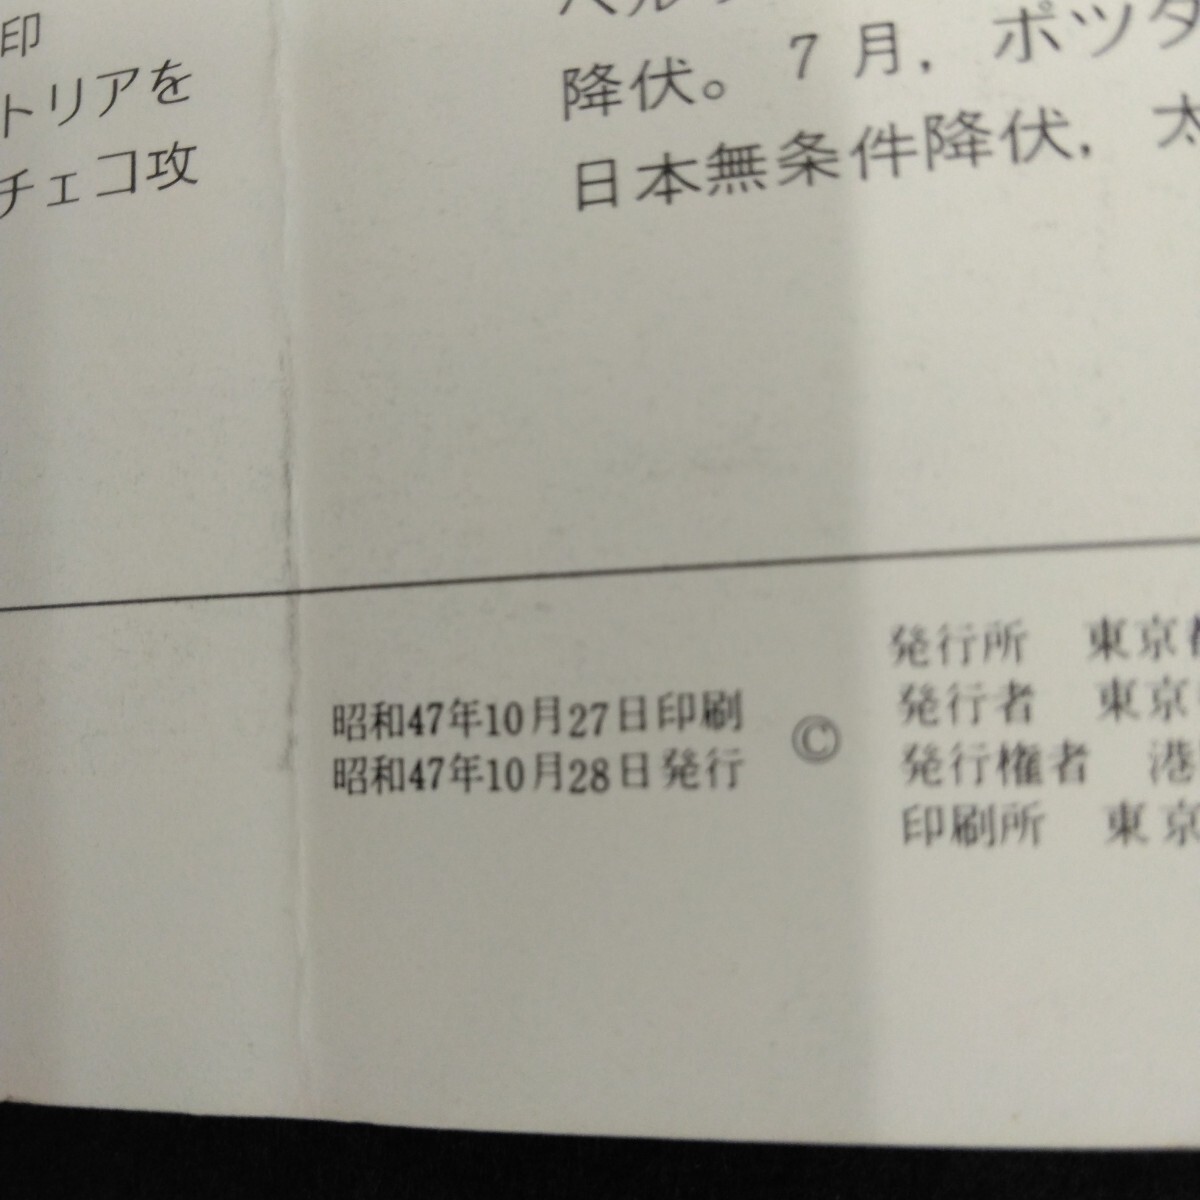 印
トリアを
チェコ攻
降伏。7月，ポツダ
日本無条件降伏，太
昭和47年10月27日印刷
昭和47年10月28日発行
©
発行所 東京都
発行者 東京
発行権者 港
印刷所 東京